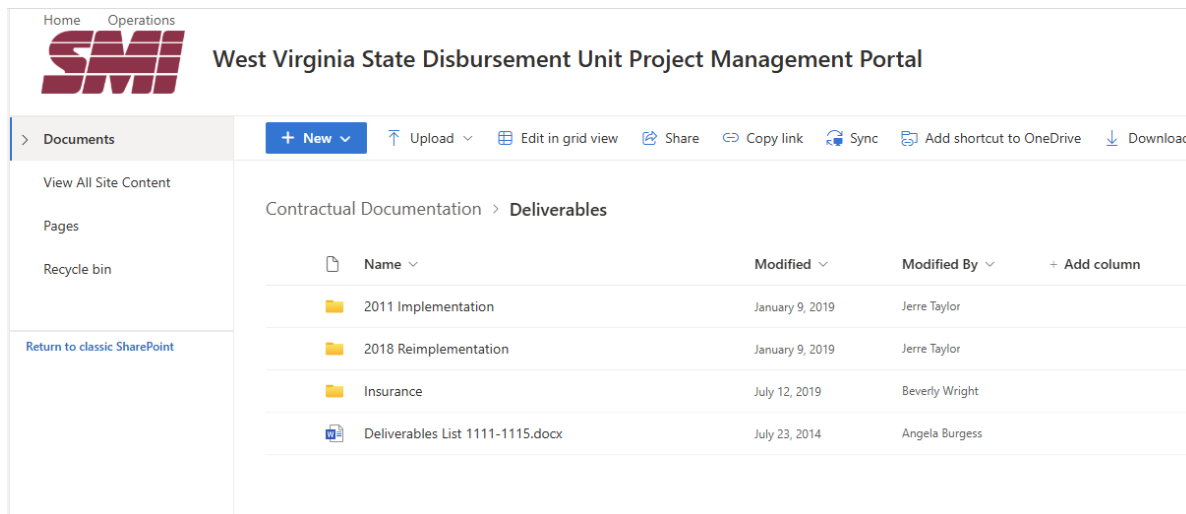 Home Operations
SMI
West Virginia State Disbursement Unit Project Management Portal
Documents
+ New Upload Edit in grid view Share Copy link Sync Add shortcut to OneDrive Download
View All Site Content
Contractual Documentation > Deliverables
Pages
Name Modified Modified By + Add column
Recycle bin
2011 Implementation January 9, 2019 Jerre Taylor
2018 Reimplementation January 9, 2019 Jerre Taylor
Return to classic SharePoint
Insurance July 12, 2019 Beverly Wright
Deliverables List 1111-1115.docx July 23, 2014 Angela Burgess